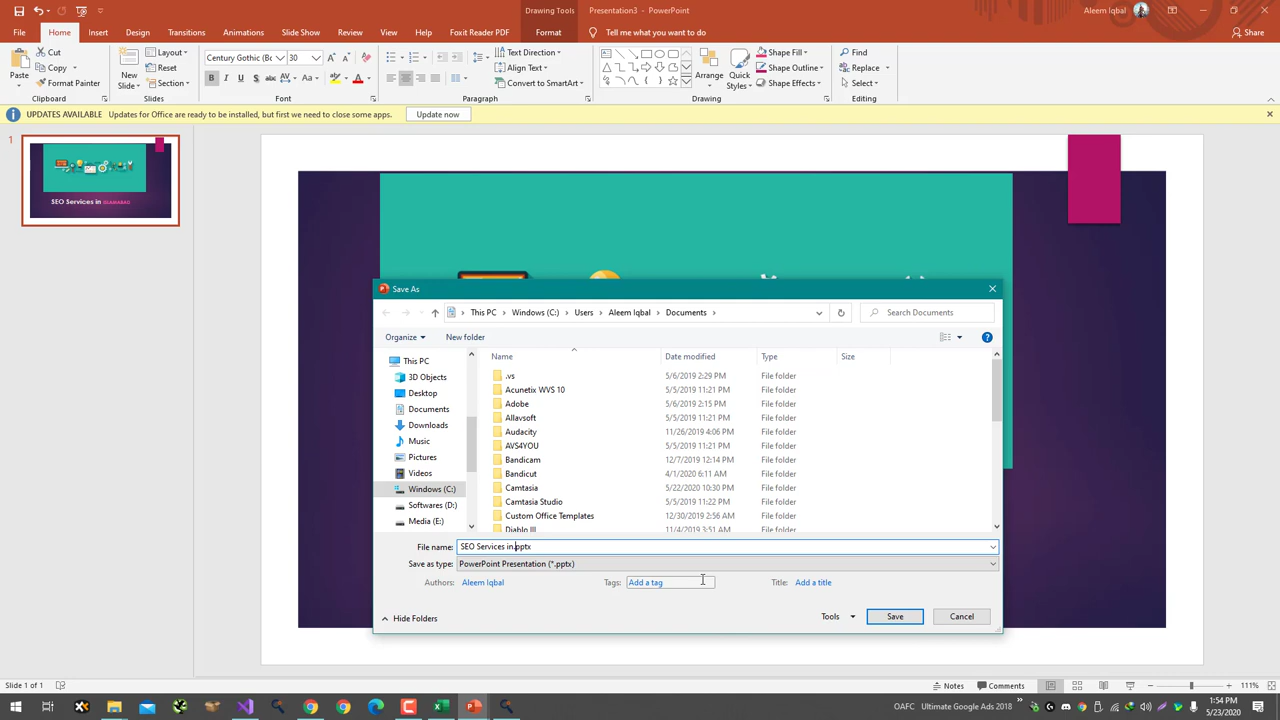 Drawing Tools
Presentation3 - PowerPoint
Aleem Iqbal
File
Home
Insert
Design
Transitions
Animations
Slide Show
Review
View
Help
Foxit Reader PDF
Format
Tell me what you want to do
Share
Paste
Cut
Copy
Format Painter
Clipboard
New Slide
Layout
Reset
Section
Slides
Century Gothic (B
30
Font
Text Direction
Align Text
Convert to SmartArt
Paragraph
Arrange
Quick Styles
Shape Fill
Shape Outline
Shape Effects
Drawing
Find
Replace
Select
Editing
UPDATES AVAILABLE Updates for Office are ready to be installed, but first we need to close some apps.
Update now
1
SEO Services in ISLAMABAD
Save As
This PC > Windows (C:) > Users > Aleem Iqbal > Documents >
Search Documents
Organize
New folder
This PC
3D Objects
Desktop
Documents
Downloads
Music
Pictures
Videos
Windows (C:)
Softwares (D:)
Media (E:)
Name Date modified Type Size
.vs 5/6/2019 2:29 PM File folder
Acunetix WVS 10 5/5/2019 11:21 PM File folder
Adobe 5/6/2019 2:15 PM File folder
Allavsoft 5/5/2019 11:21 PM File folder
Audacity 11/26/2019 4:06 PM File folder
AVS4YOU 5/5/2019 11:21 PM File folder
Bandicam 12/7/2019 12:14 PM File folder
Bandicut 4/1/2020 6:11 AM File folder
Camtasia 5/22/2020 10:30 PM File folder
Camtasia Studio 5/5/2019 11:22 PM File folder
Custom Office Templates 12/30/2019 2:56 AM File folder
Diablo III 11/4/2019 3:51 AM File folder
File name: SEO Services in.pptx
Save as type: PowerPoint Presentation (*.pptx)
Authors: Aleem Iqbal
Tags: Add a tag
Title: Add a title
Hide Folders
Tools
Save
Cancel
Slide 1 of 1
Notes
Comments
111%
OAFC
Ultimate Google Ads 2018
1:54 PM
5/23/2020